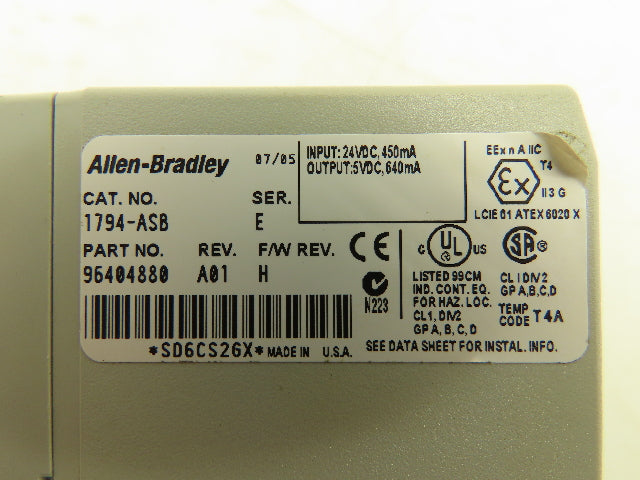 Allen-Bradley 07/05
INPUT: 24VDC, 450mA
OUTPUT: 5VDC, 640mA
CAT. NO. SER.
1794-ASB E
PART NO. REV. F/W REV.
96404880 A01 H
*SD6CS26X* MADE IN U.S.A.
EEx n A IIC
T4
Ex
II 3 G
LCIE 01 ATEX 6020 X
CE
N223
c UL US
LISTED 99CM
IND. CONT. EQ.
FOR HAZ. LOC.
CL1, DIV2
GP A, B, C, D
SA
CL I DIV2
GP A,B,C,D
TEMP
CODE T4A
SEE DATA SHEET FOR INSTAL. INFO.